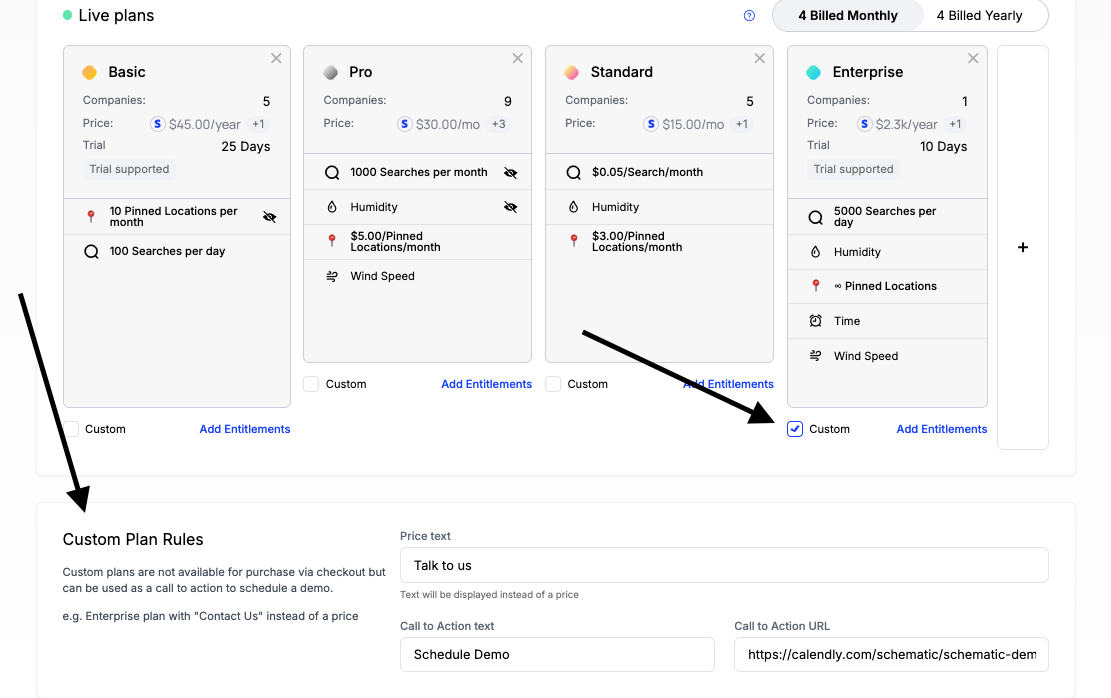 Live plans
4 Billed Monthly
4 Billed Yearly
Basic
Companies:
5
Price:
S $45.00/year +1
Trial
25 Days
Trial supported
10 Pinned Locations per
month
100 Searches per day
Custom
Add Entitlements
Pro
Companies:
9
Price:
S $30.00/mo +3
1000 Searches per month
Humidity
$5.00/Pinned
Locations/month
Wind Speed
Custom
Add Entitlements
Standard
Companies:
5
Price:
S $15.00/mo +1
$0.05/Search/month
Humidity
$3.00/Pinned
Locations/month
Custom
Add Entitlements
Enterprise
Companies:
1
Price:
S $2.3k/year +1
Trial
10 Days
Trial supported
5000 Searches per
day
Humidity
∞ Pinned Locations
Time
Wind Speed
Custom
Add Entitlements
+
Custom Plan Rules
Custom plans are not available for purchase via checkout but
can be used as a call to action to schedule a demo.
e.g. Enterprise plan with "Contact Us" instead of a price
Price text
Talk to us
Text will be displayed instead of a price
Call to Action text
Schedule Demo
Call to Action URL
https://calendly.com/schematic/schematic-dem